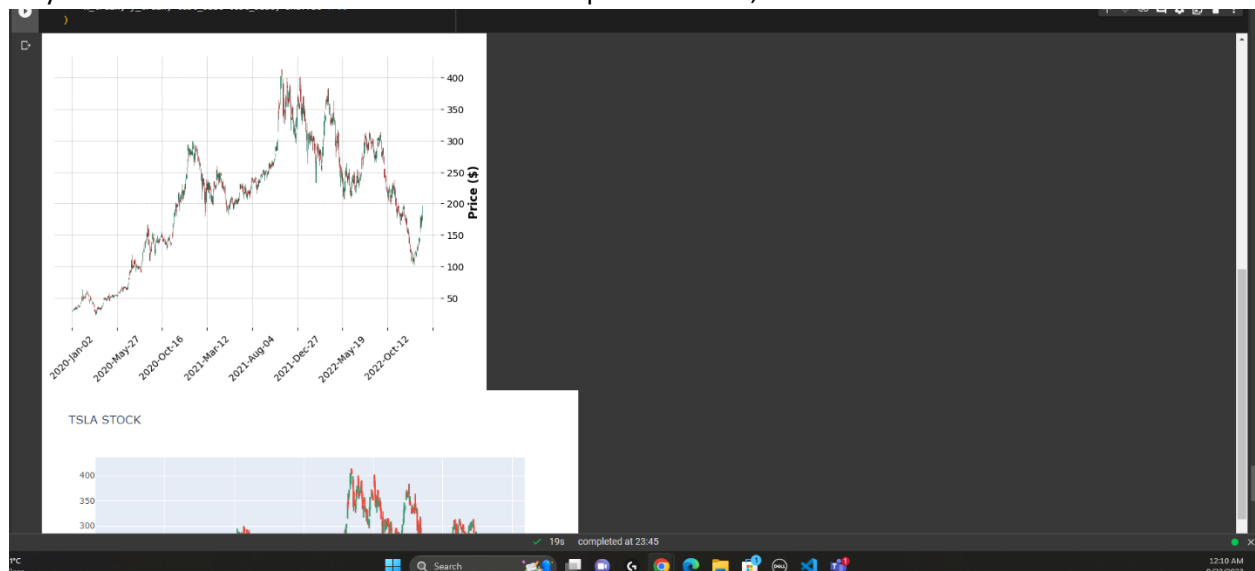 )
400
350
300
250
200
150
100
50
Price ($)
2020-Jan-02
2020-May-27
2020-Oct-16
2021-Mar-12
2021-Aug-04
2021-Dec-27
2022-May-19
2022-Oct-12
TSLA STOCK
400
350
300
19s completed at 23:45
Search
12:10 AM